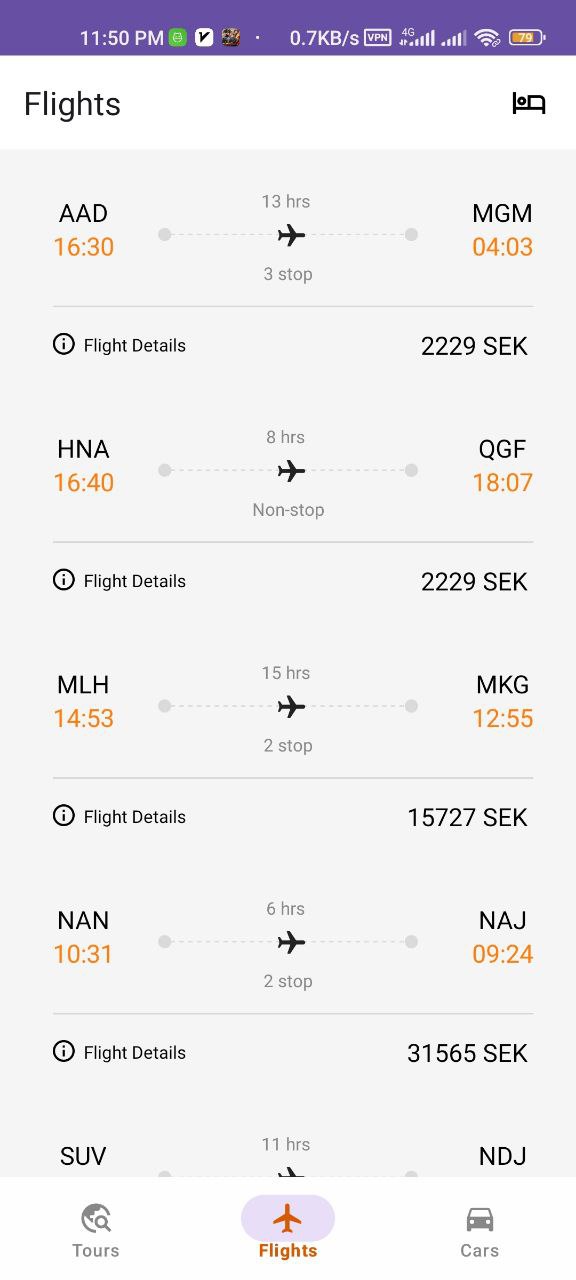 11:50 PM · 0.7KB/s VPN 4G 79
Flights
13 hrs
AAD MGM
16:30 04:03
3 stop
Flight Details 2229 SEK
8 hrs
HNA QGF
16:40 18:07
Non-stop
Flight Details 2229 SEK
15 hrs
MLH MKG
14:53 12:55
2 stop
Flight Details 15727 SEK
6 hrs
NAN NAJ
10:31 09:24
2 stop
Flight Details 31565 SEK
11 hrs
SUV NDJ
Tours Flights Cars